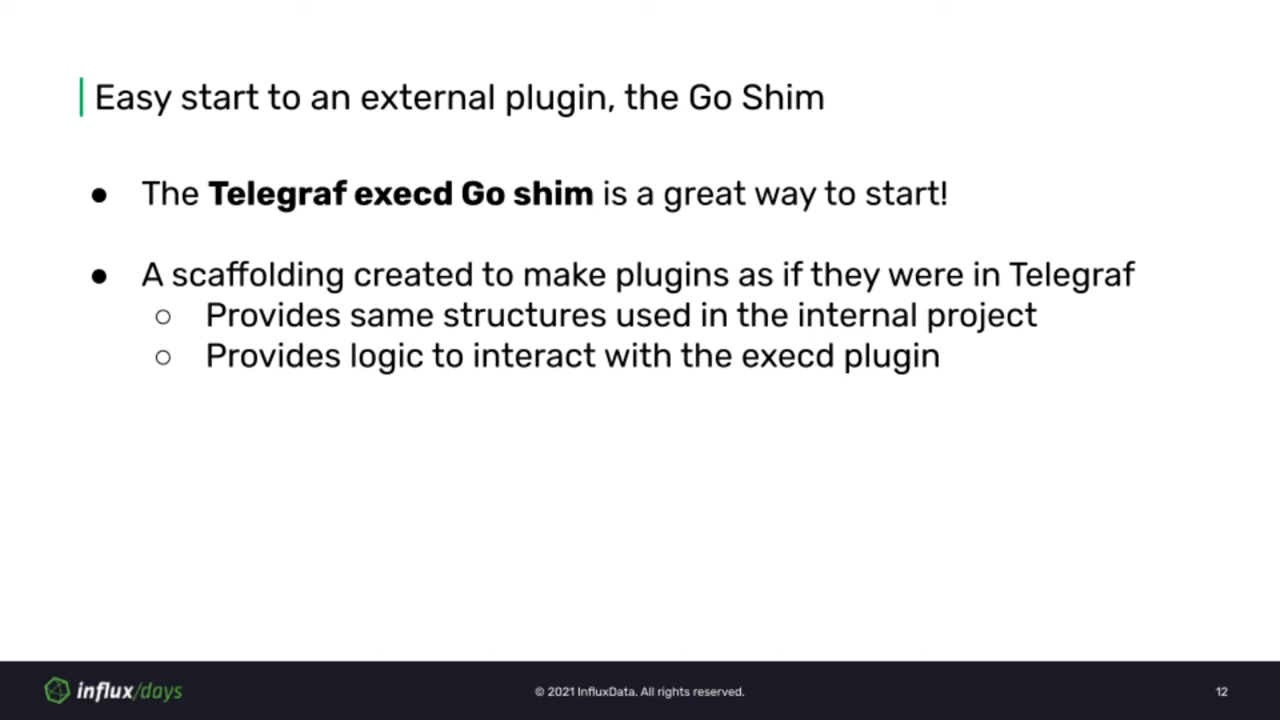 Easy start to an external plugin, the Go Shim
● The Telegraf execd Go shim is a great way to start!
● A scaffolding created to make plugins as if they were in Telegraf
○ Provides same structures used in the internal project
○ Provides logic to interact with the execd plugin
influx/days
© 2021 InfluxData. All rights reserved.
12